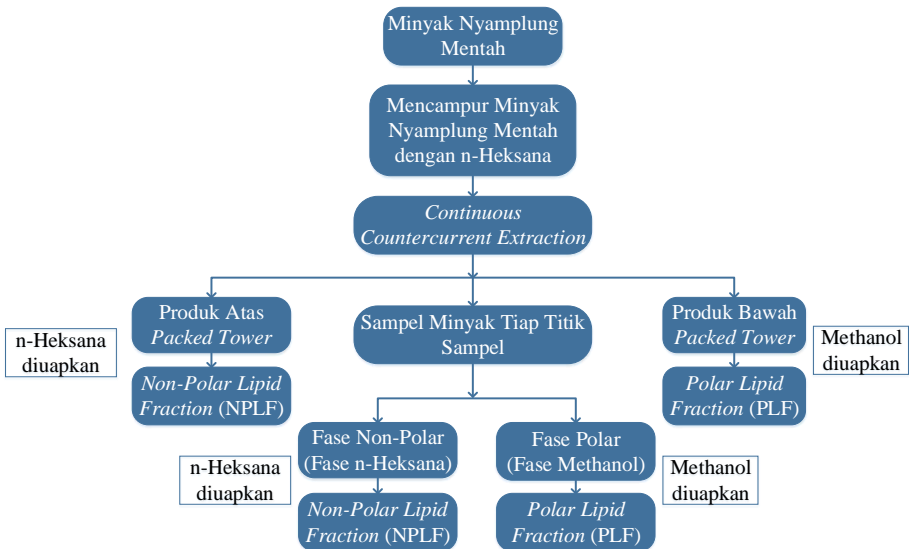 Minyak Nyamplung
Mentah
Mencampur Minyak
Nyamplung Mentah
dengan n-Heksana
Continuous
Countercurrent Extraction
Produk Atas
Packed Tower
Sampel Minyak Tiap Titik
Sampel
Produk Bawah
Packed Tower
n-Heksana
diuapkan
Methanol
diuapkan
Non-Polar Lipid
Fraction (NPLF)
Polar Lipid
Fraction (PLF)
Fase Non-Polar
(Fase n-Heksana)
Fase Polar
(Fase Methanol)
n-Heksana
diuapkan
Methanol
diuapkan
Non-Polar Lipid
Fraction (NPLF)
Polar Lipid
Fraction (PLF)